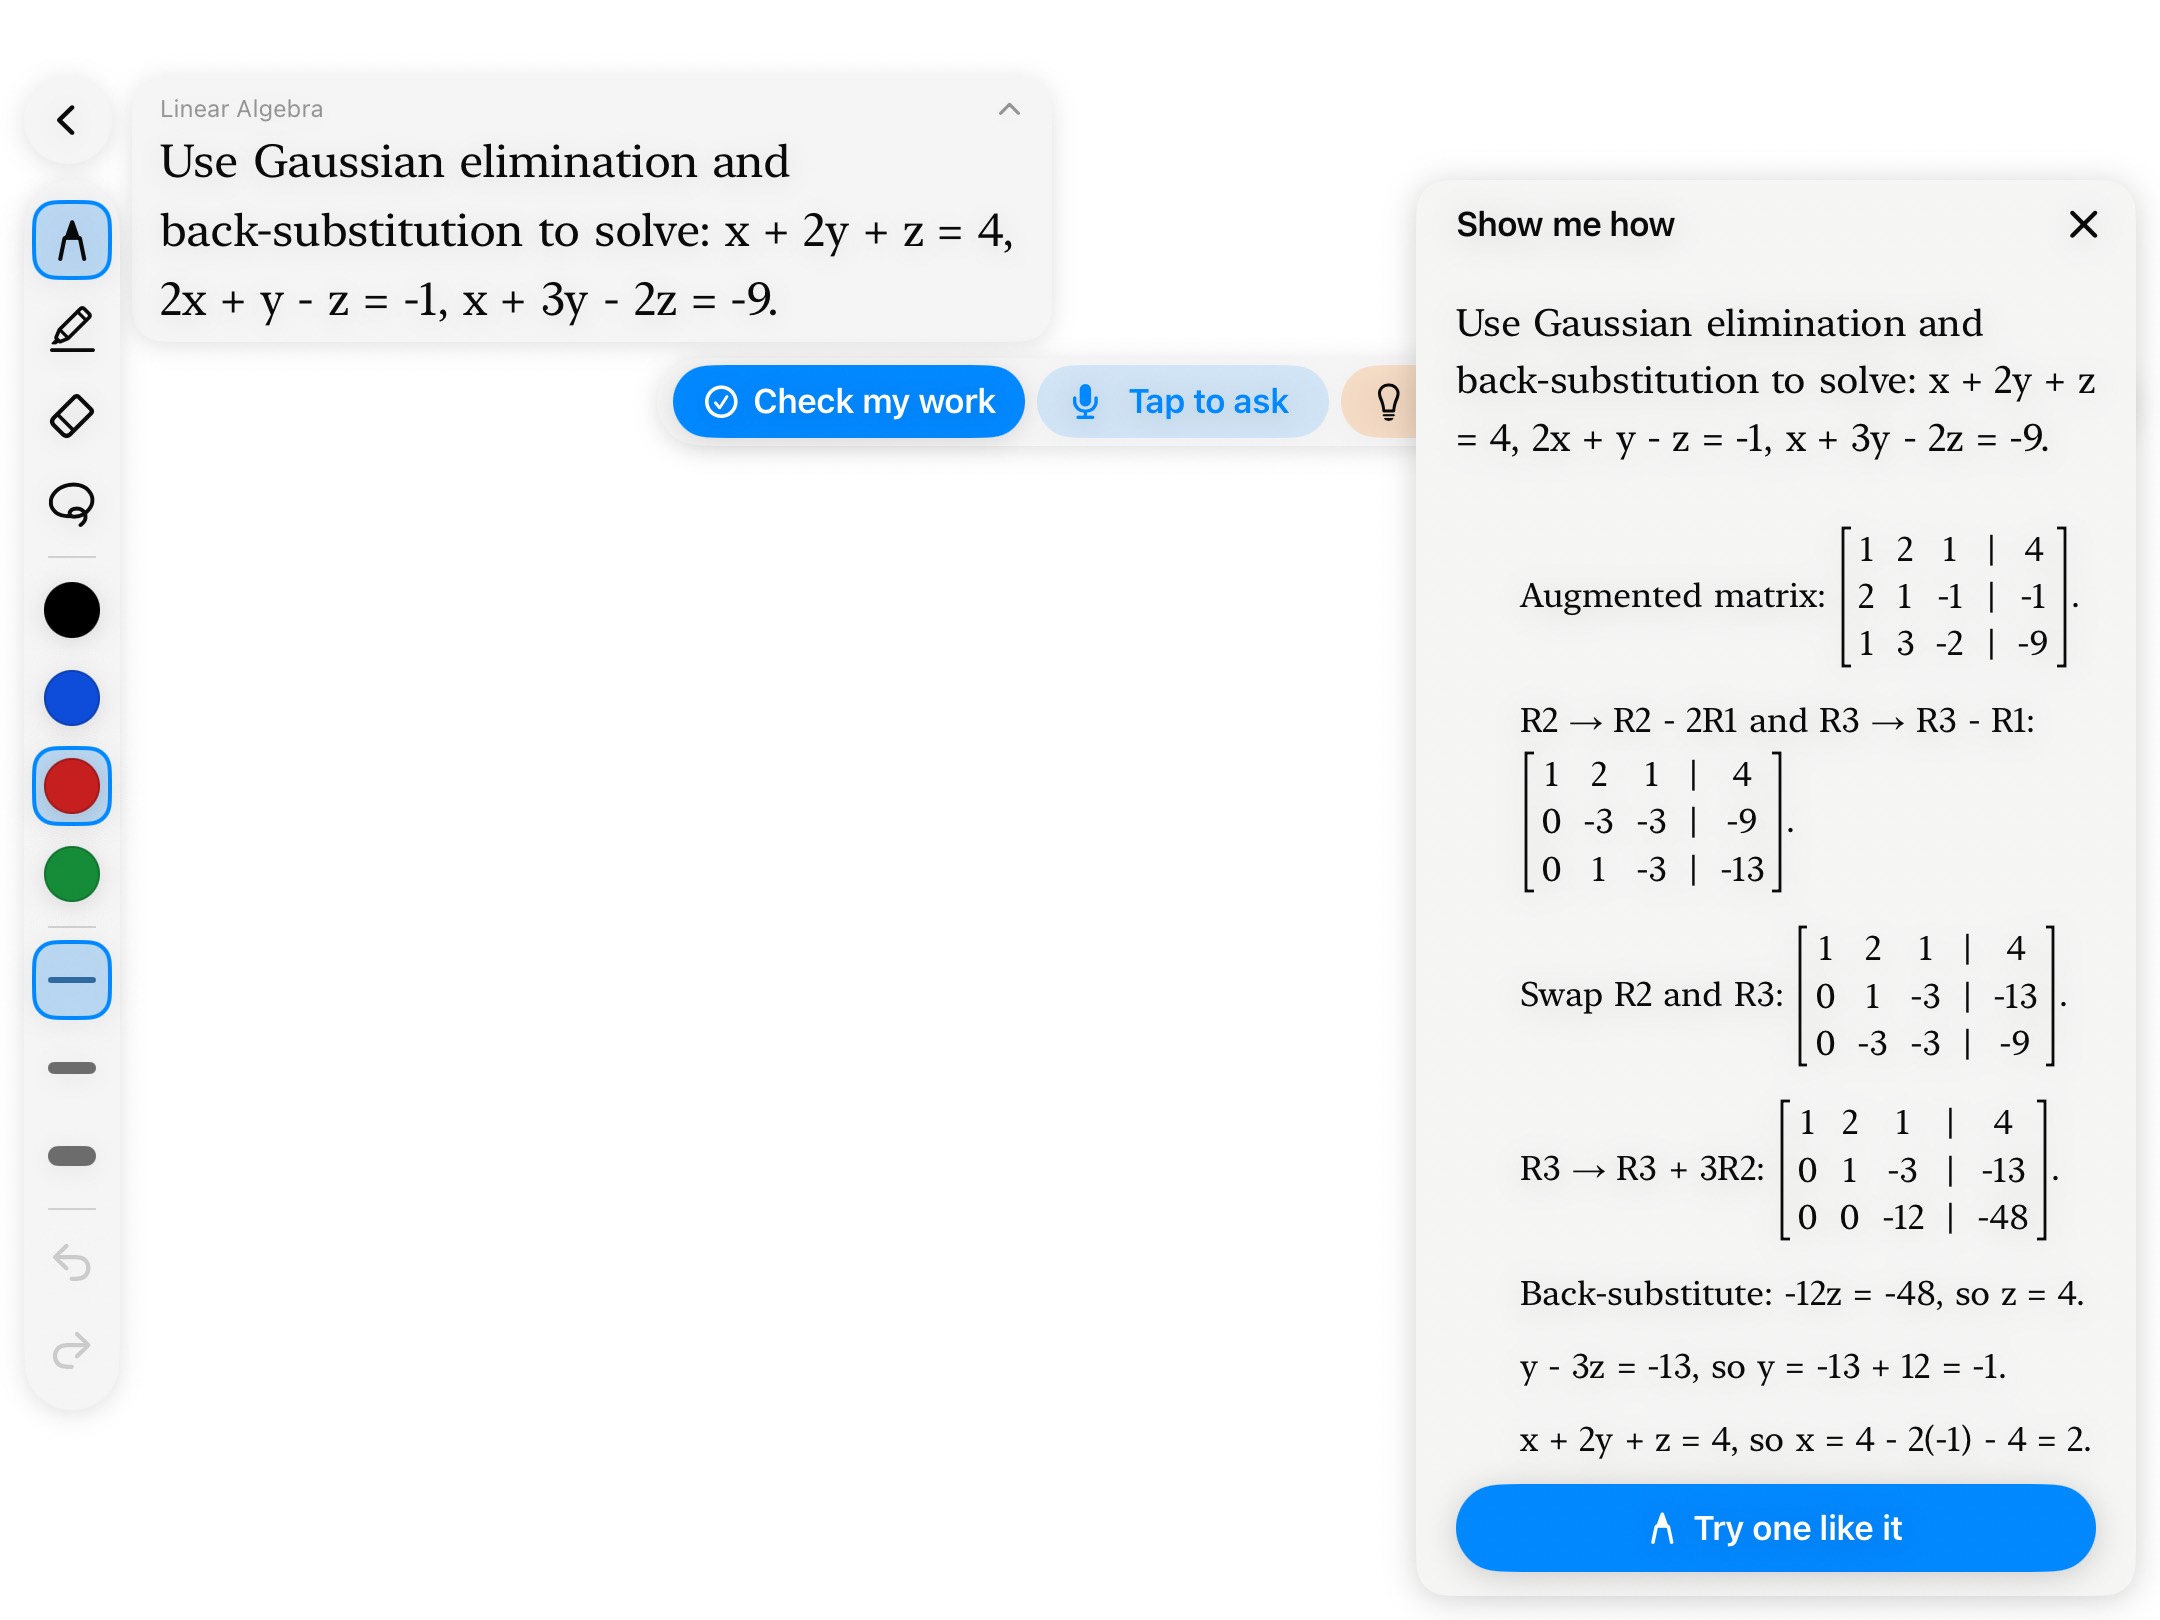 Linear Algebra
Use Gaussian elimination and
back-substitution to solve: x + 2y + z = 4,
2x + y - z = -1, x + 3y - 2z = -9.
Check my work
Tap to ask
Show me how
Use Gaussian elimination and
back-substitution to solve: x + 2y + z
= 4, 2x + y - z = -1, x + 3y - 2z = -9.
Augmented matrix: [1 2 1 | 4
2 1 -1 | -1
1 3 -2 | -9].
R2 → R2 - 2R1 and R3 → R3 - R1:
[1 2 1 | 4
0 -3 -3 | -9
0 1 -3 | -13].
Swap R2 and R3: [1 2 1 | 4
0 1 -3 | -13
0 -3 -3 | -9].
R3 → R3 + 3R2: [1 2 1 | 4
0 1 -3 | -13
0 0 -12 | -48].
Back-substitute: -12z = -48, so z = 4.
y - 3z = -13, so y = -13 + 12 = -1.
x + 2y + z = 4, so x = 4 - 2(-1) - 4 = 2.
Try one like it